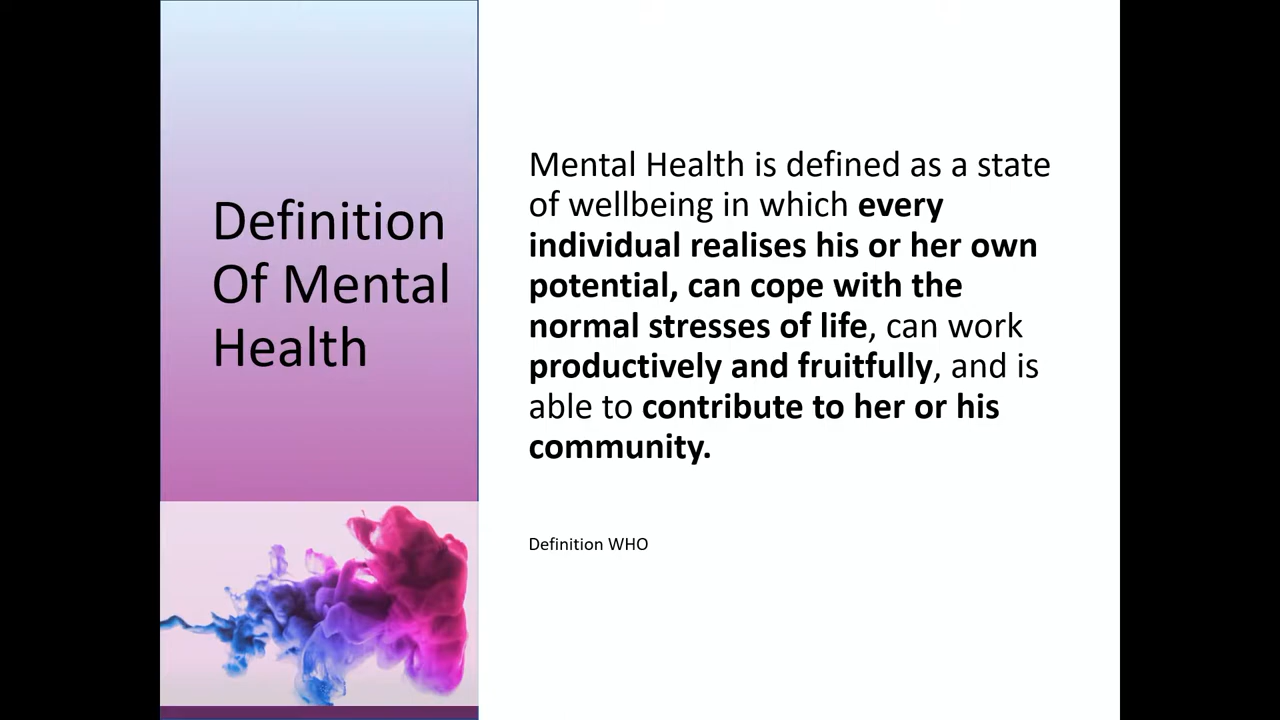 Definition
Of Mental
Health
Mental Health is defined as a state
of wellbeing in which every
individual realises his or her own
potential, can cope with the
normal stresses of life, can work
productively and fruitfully, and is
able to contribute to her or his
community.
Definition WHO